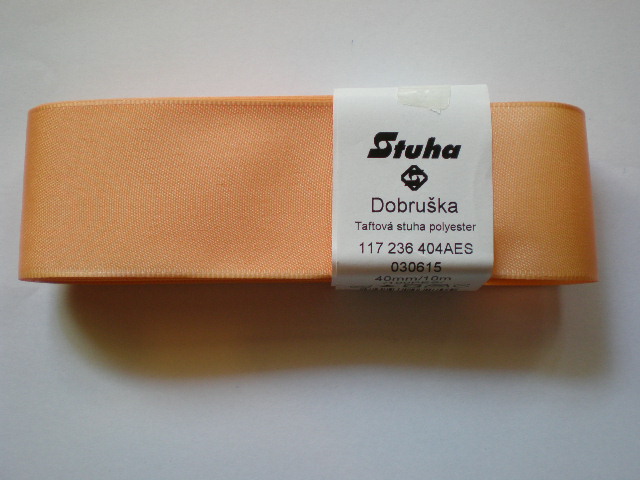 Stuha
Dobruška
Taftová stuha polyester
117 236 404AES
030615
40mm/10m